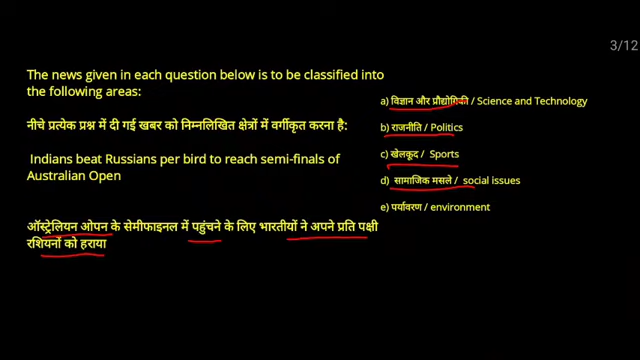 3/12
The news given in each question below is to be classified into
the following areas:
नीचे प्रत्येक प्रश्न में दी गई खबर को निम्नलिखित क्षेत्रों में वर्गीकृत करना है:
Indians beat Russians per bird to reach semi-finals of
Australian Open
ऑस्ट्रेलियन ओपन के सेमीफाइनल में पहुंचने के लिए भारतीयों ने अपने प्रति पक्षी
रशियनों को हराया
a) विज्ञान और प्रौद्योगिकी / Science and Technology
b) राजनीति / Politics
c) खेलकूद / Sports
d) सामाजिक मसले / social issues
e) पर्यावरण / environment